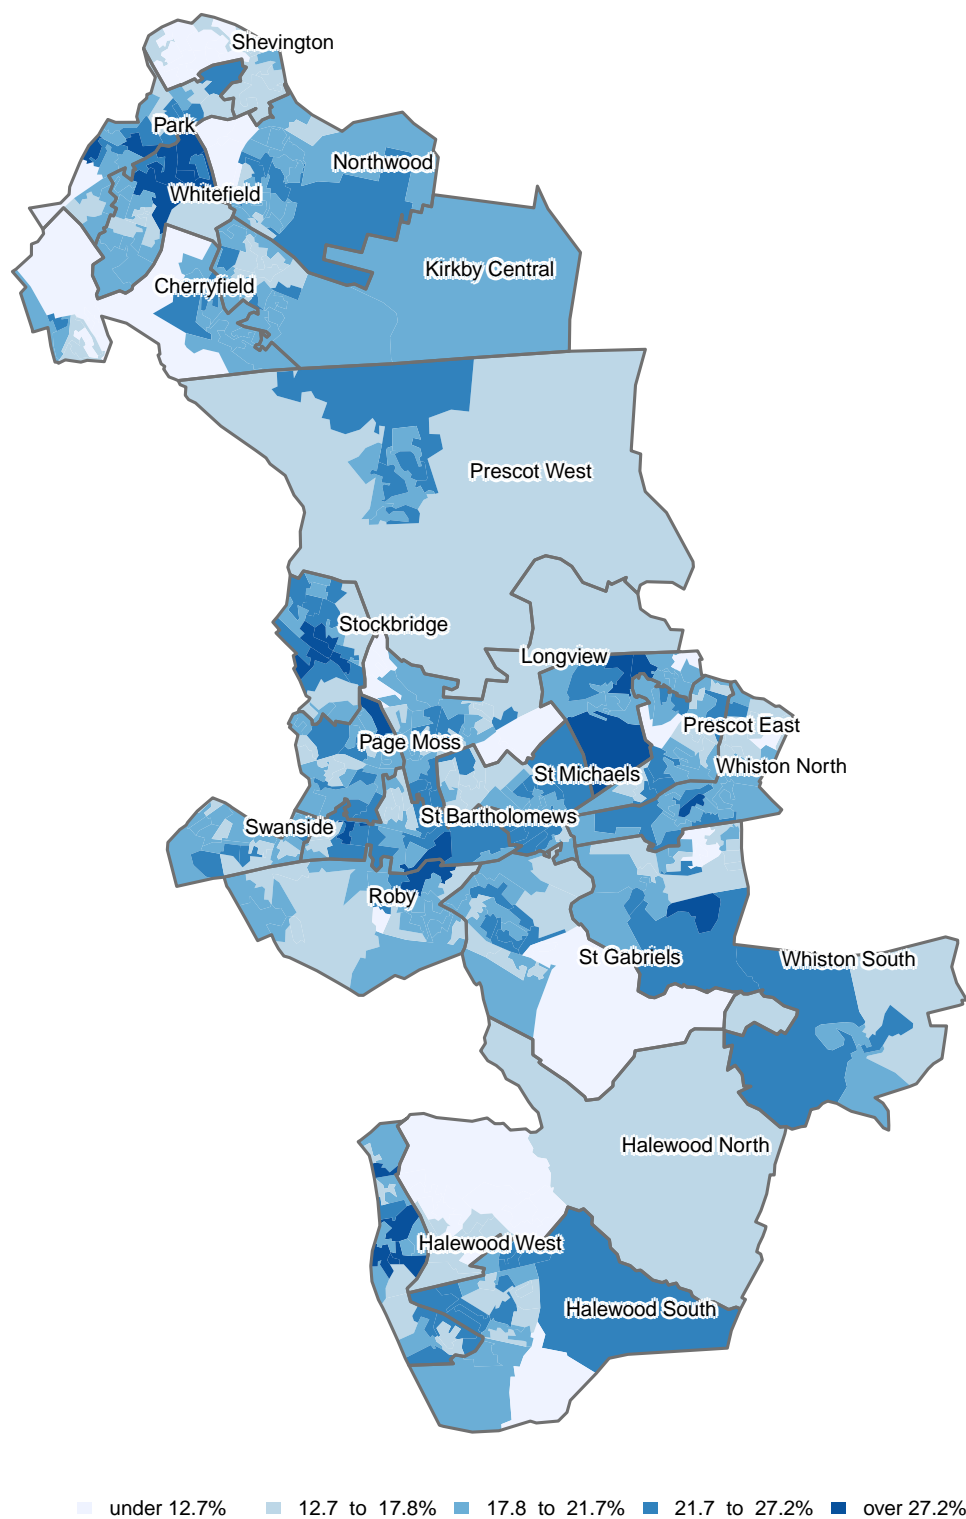 Shevington
Park
Northwood
Whitefield
Kirkby Central
Cherryfield
Prescot West
Stockbridge
Longview
Prescot East
Page Moss
Whiston North
St Michaels
St Bartholomews
Swanside
Roby
St Gabriels
Whiston South
Halewood North
Halewood West
Halewood South
under 12.7% 12.7 to 17.8% 17.8 to 21.7% 21.7 to 27.2% over 27.2%